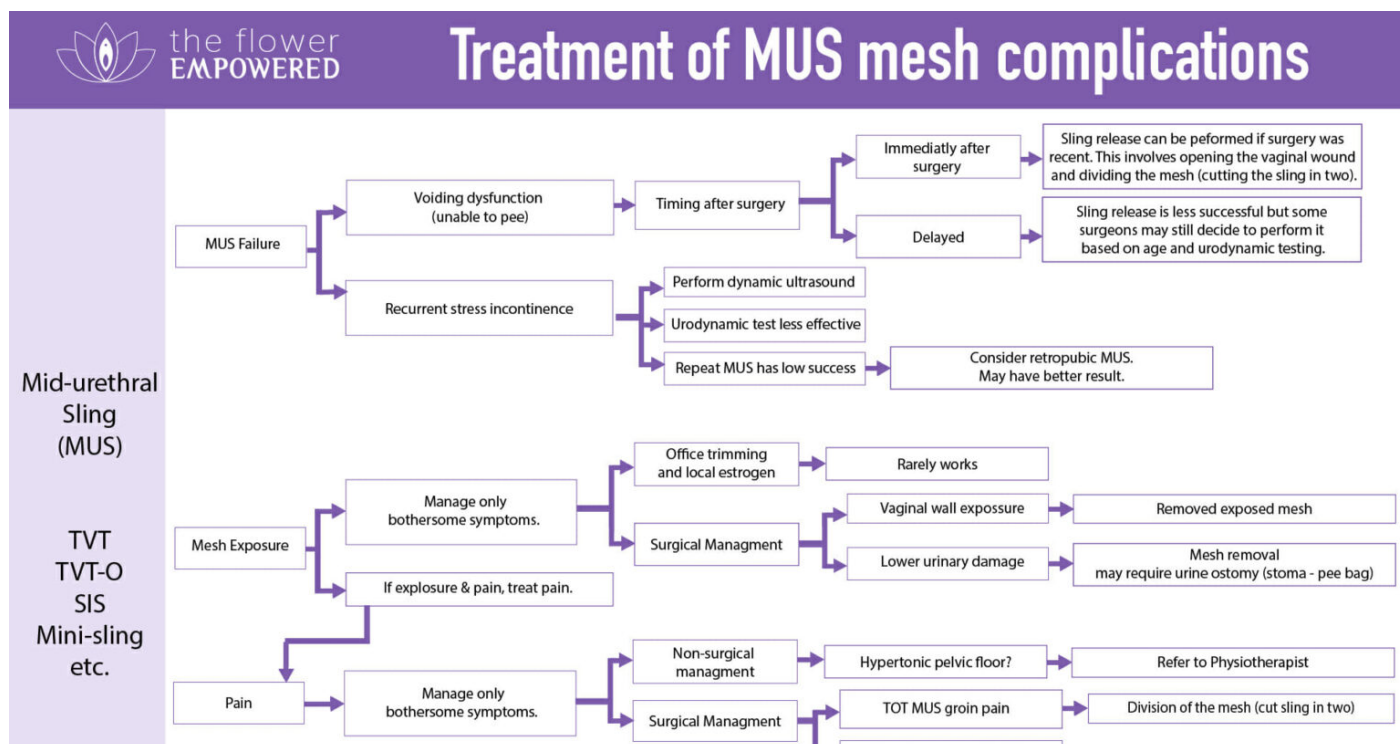 the flower
EMPOWERED
Treatment of MUS mesh complications
Mid-urethral
Sling
(MUS)
TVT
TVT-O
SIS
Mini-sling
etc.
MUS Failure
Voiding dysfunction
(unable to pee)
Timing after surgery
Immediatly after
surgery
Sling release can be peformed if surgery was
recent. This involves opening the vaginal wound
and dividing the mesh (cutting the sling in two).
Delayed
Sling release is less successful but some
surgeons may still decide to perform it
based on age and urodynamic testing.
Recurrent stress incontinence
Perform dynamic ultrasound
Urodynamic test less effective
Repeat MUS has low success
Consider retropubic MUS.
May have better result.
Mesh Exposure
Manage only
bothersome symptoms.
Office trimming
and local estrogen
Rarely works
Surgical Managment
Vaginal wall expossure
Removed exposed mesh
Lower urinary damage
Mesh removal
may require urine ostomy (stoma - pee bag)
If explosure & pain, treat pain.
Pain
Manage only
bothersome symptoms.
Non-surgical
managment
Hypertonic pelvic floor?
Refer to Physiotherapist
Surgical Managment
TOT MUS groin pain
Division of the mesh (cut sling in two)